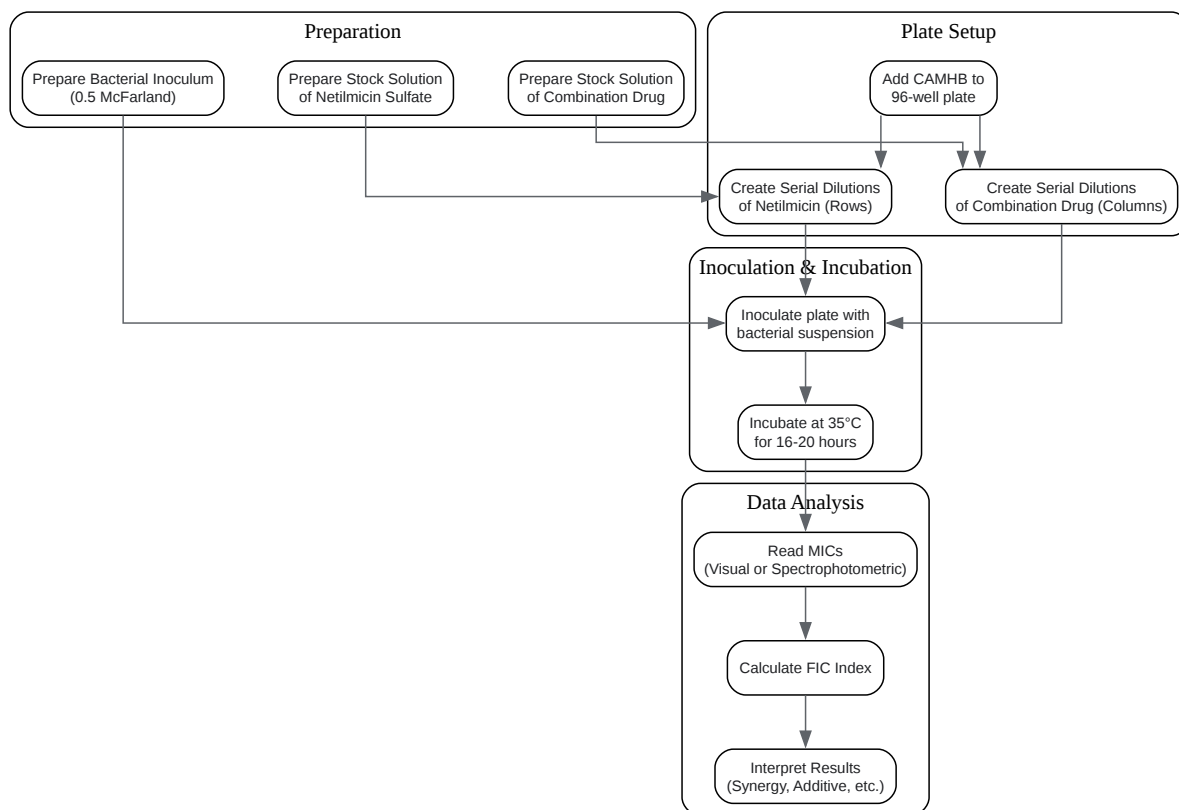 Preparation
Prepare Bacterial Inoculum
(0.5 McFarland)
Prepare Stock Solution
of Netilmicin Sulfate
Prepare Stock Solution
of Combination Drug
Plate Setup
Add CAMHB to
96-well plate
Create Serial Dilutions
of Netilmicin (Rows)
Create Serial Dilutions
of Combination Drug (Columns)
Inoculation & Incubation
Inoculate plate with
bacterial suspension
Incubate at 35°C
for 16-20 hours
Data Analysis
Read MICs
(Visual or Spectrophotometric)
Calculate FIC Index
Interpret Results
(Synergy, Additive, etc.)